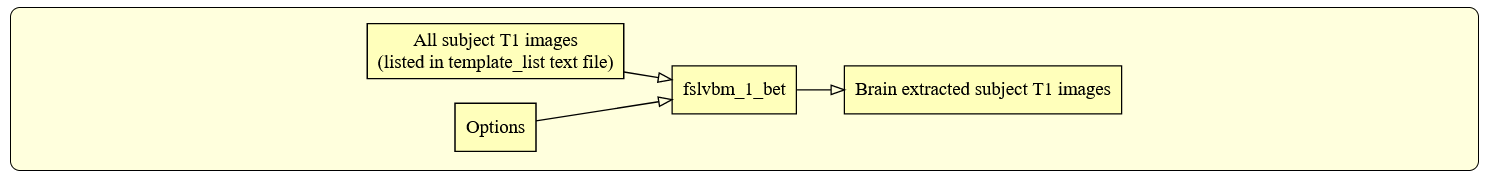 All subject T1 images
(listed in template_list text file)
Options
fslvbm_1_bet
Brain extracted subject T1 images